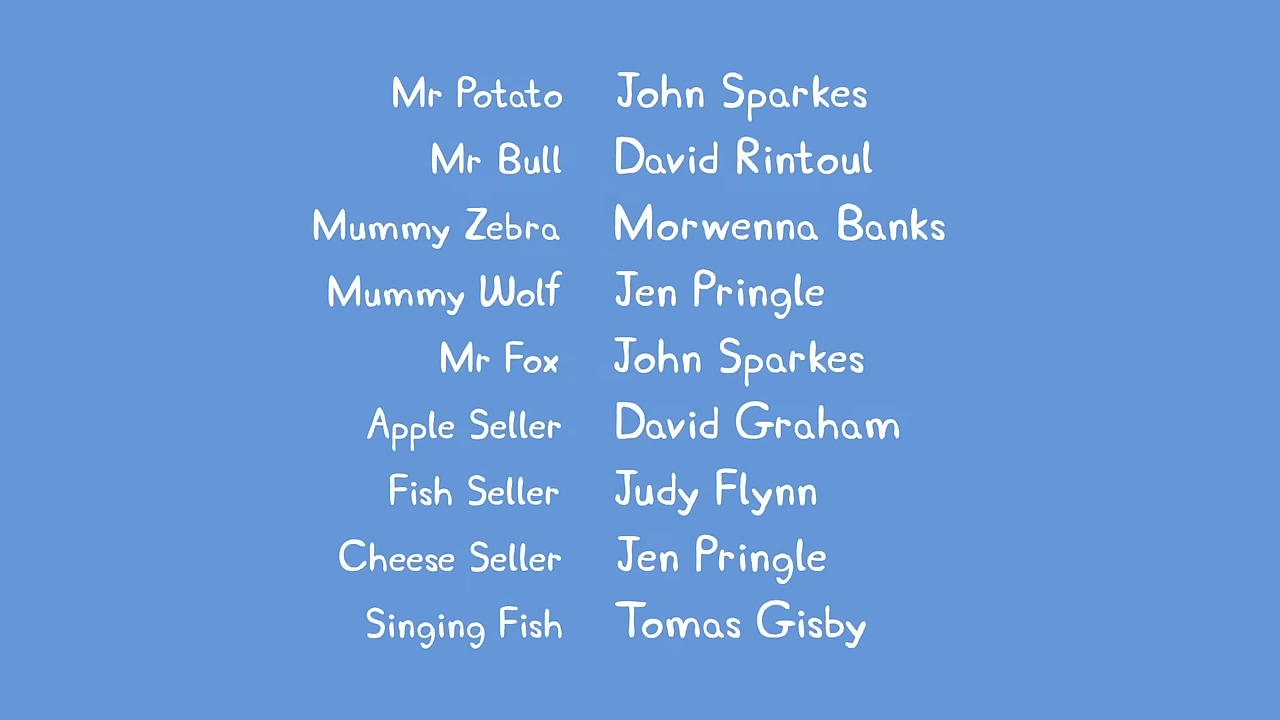 Mr Potato John Sparkes
Mr Bull David Rintoul
Mummy Zebra Morwenna Banks
Mummy Wolf Jen Pringle
Mr Fox John Sparkes
Apple Seller David Graham
Fish Seller Judy Flynn
Cheese Seller Jen Pringle
Singing Fish Tomas Gisby